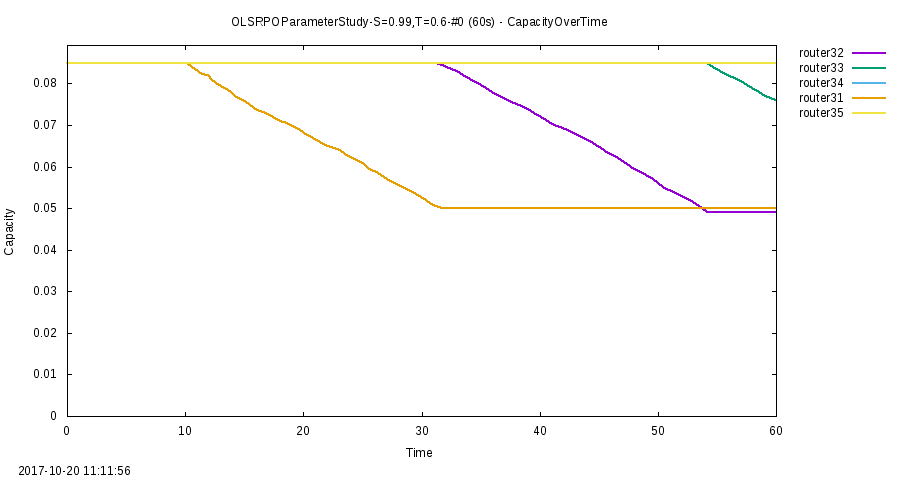 OLSRPOParameterStudy-S=0.99,T=0.6-#0 (60s) - CapacityOverTime
router32
router33
router34
router31
router35
0.08
0.07
0.06
0.05
0.04
0.03
0.02
0.01
0
Capacity
0 10 20 30 40 50 60
Time
2017-10-20 11:11:56